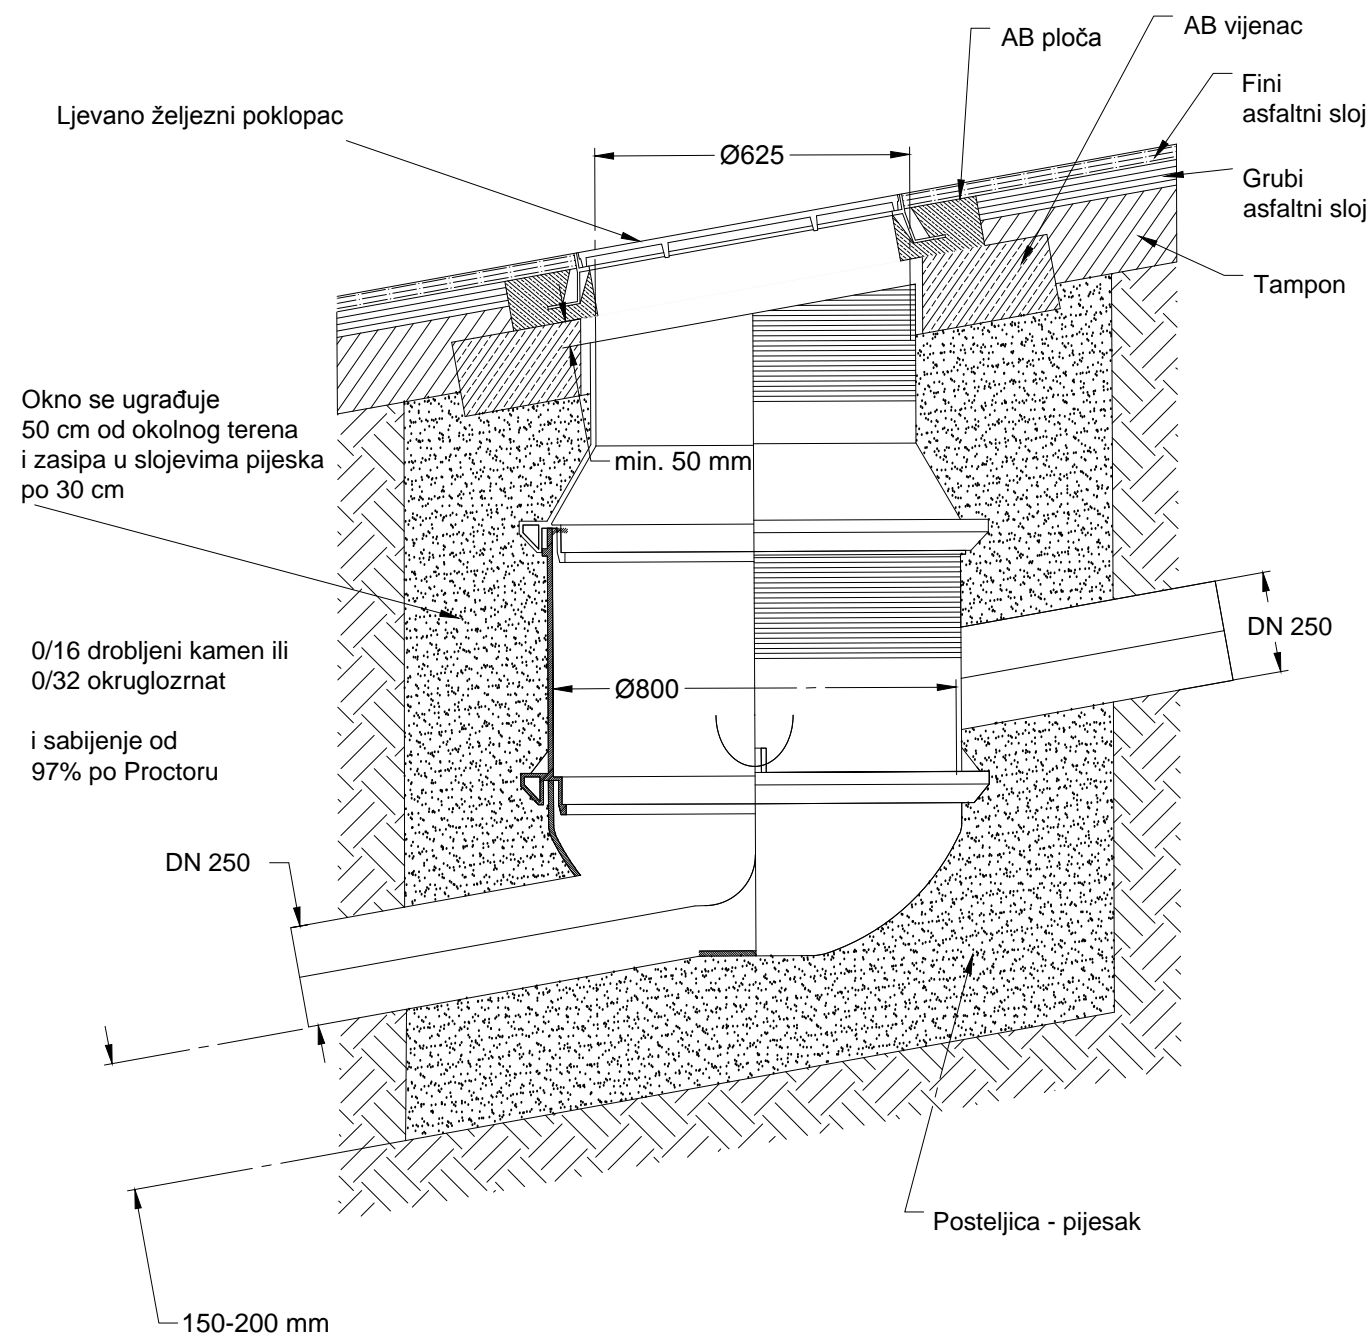 AB ploča
AB vijenac
Fini
asfaltni sloj
Ljevano željezni poklopac
Ø625
Grubi
asfaltni sloj
Tampon
Okno se ugrađuje
50 cm od okolnog terena
i zasipa u slojevima pijeska
po 30 cm
min. 50 mm
0/16 drobljeni kamen ili
0/32 okruglozrnat
i sabijenje od
97% po Proctoru
DN 250
Ø800
DN 250
Posteljica - pijesak
150-200 mm